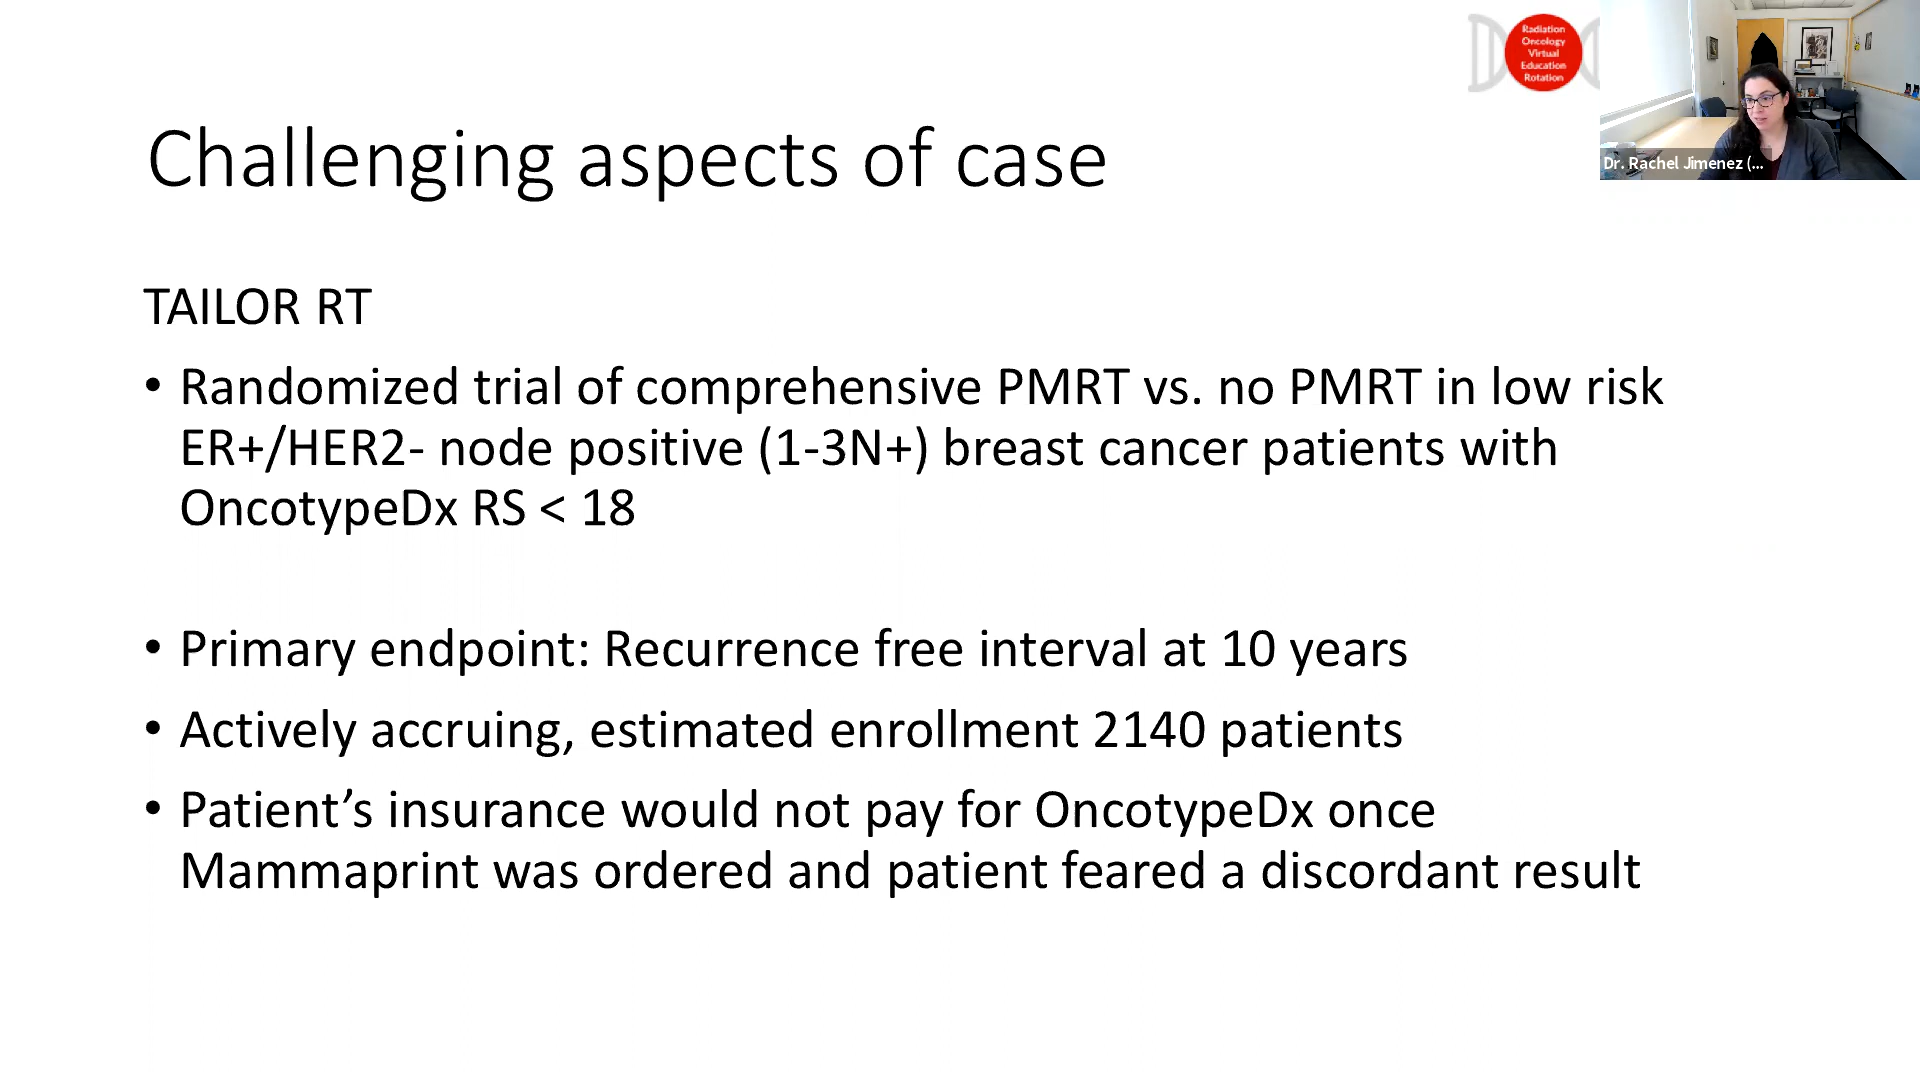 Radiation
Oncology
Virtual
Education
Rotation
Dr. Rachel Jimenez (...
Challenging aspects of case
TAILOR RT
• Randomized trial of comprehensive PMRT vs. no PMRT in low risk
ER+/HER2- node positive (1-3N+) breast cancer patients with
OncotypeDx RS < 18
• Primary endpoint: Recurrence free interval at 10 years
• Actively accruing, estimated enrollment 2140 patients
• Patient’s insurance would not pay for OncotypeDx once
Mammaprint was ordered and patient feared a discordant result